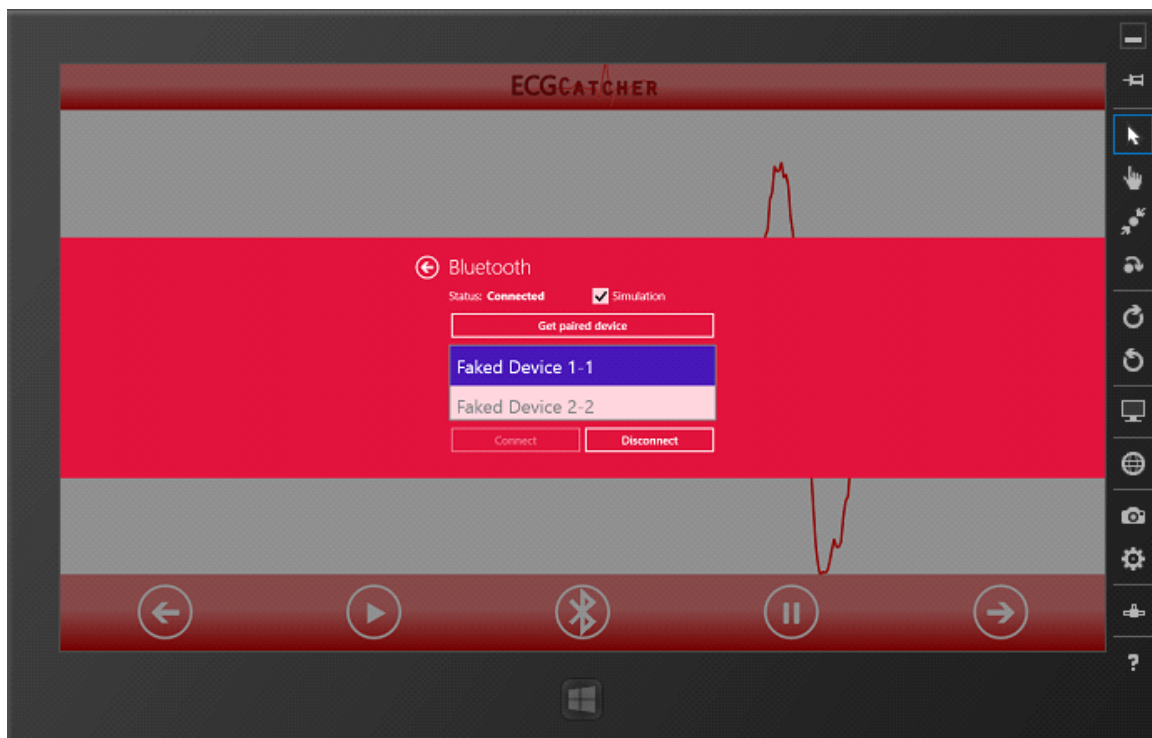 ECGCATCHER
Bluetooth
Status: Connected Simulation
Get paired device
Faked Device 1-1
Faked Device 2-2
Connect Disconnect
?